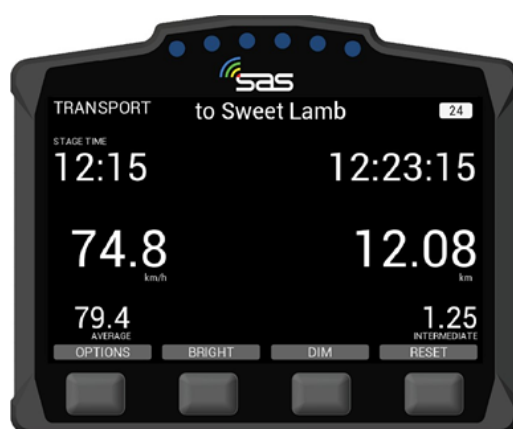 sas
TRANSPORT to Sweet Lamb 24
STAGE TIME
12:15 12:23:15
74.8 12.08
km/h km
79.4 1.25
AVERAGE INTERMEDIATE
OPTIONS BRIGHT DIM RESET